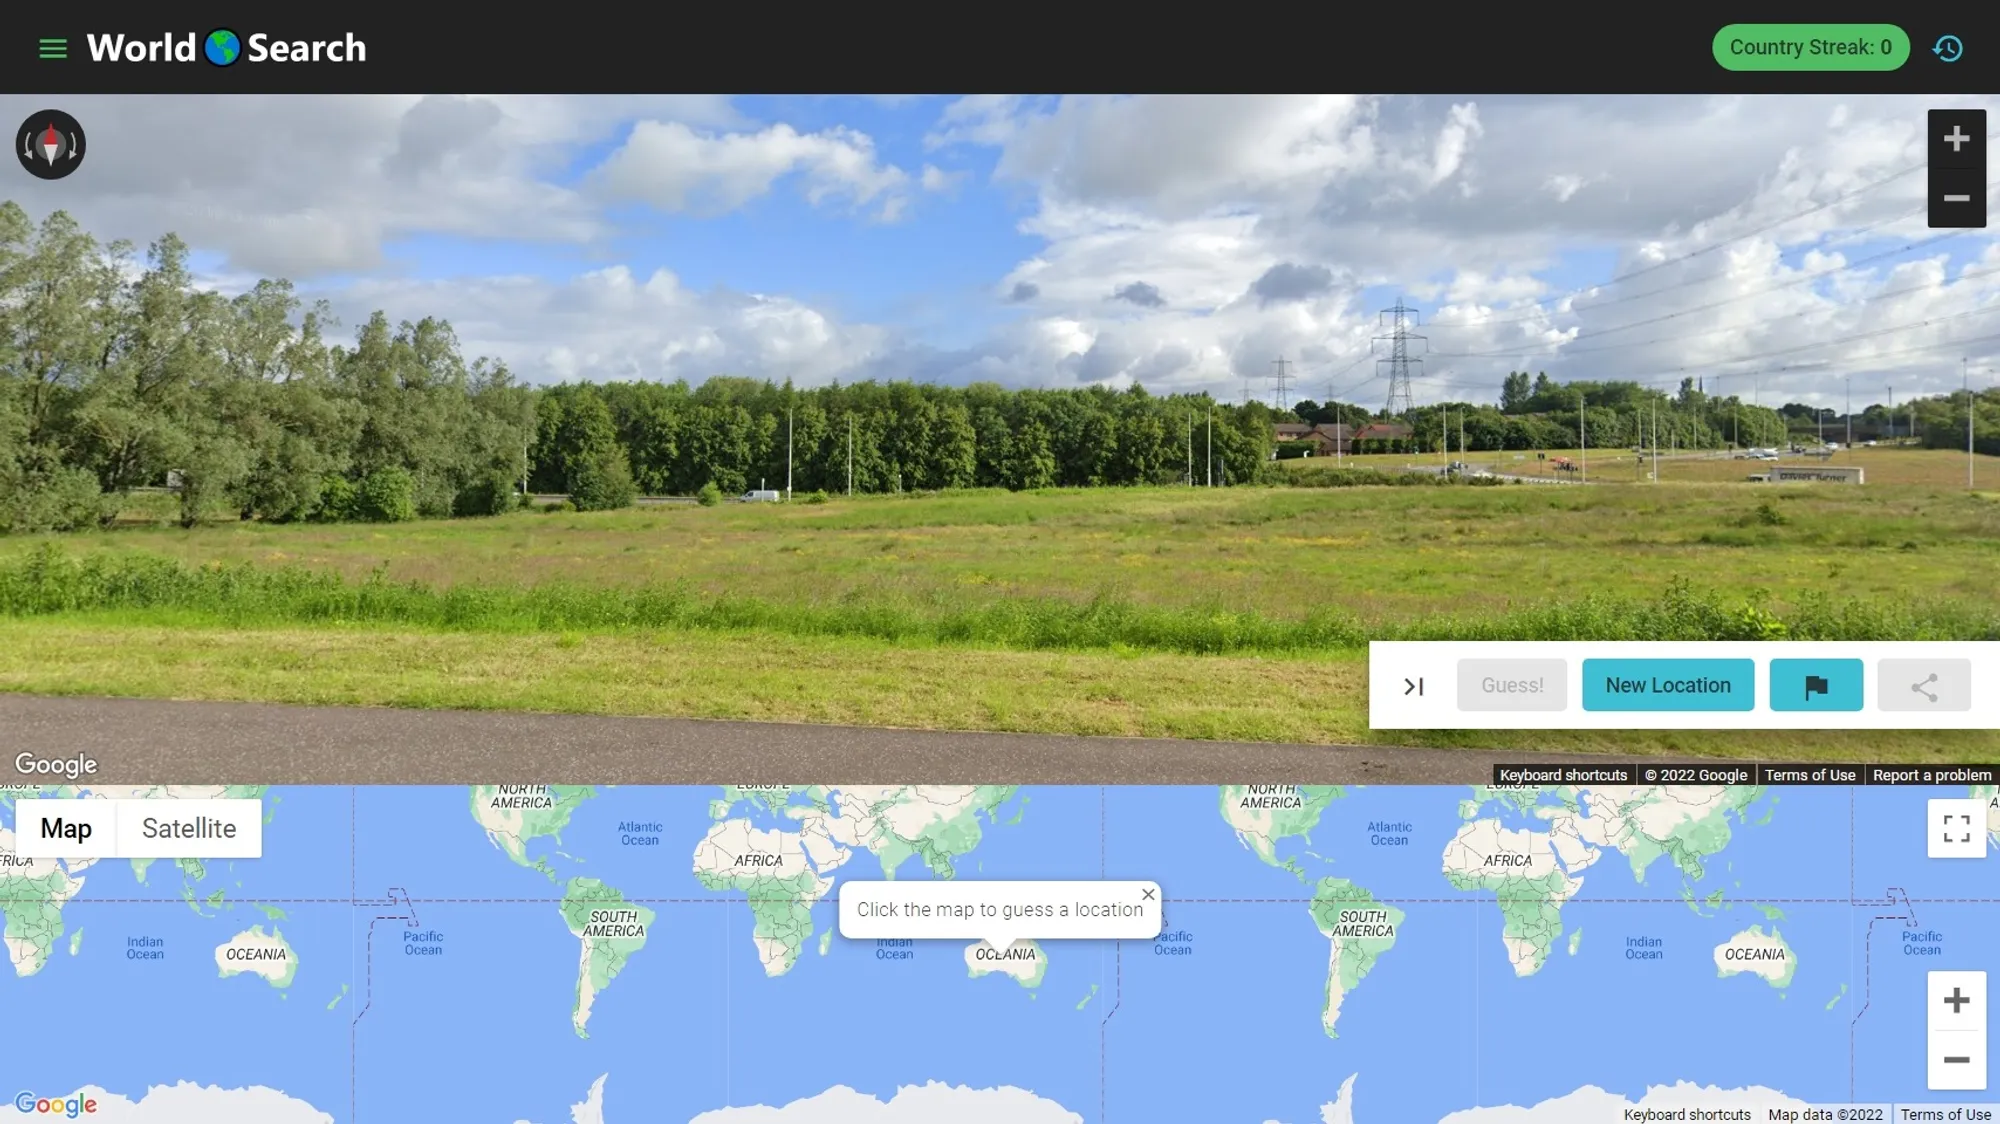 World Search
Country Streak: 0
Guess!
New Location
Google
Keyboard shortcuts
© 2022 Google
Terms of Use
Report a problem
Map
Satellite
NORTH
AMERICA
EUROPE
NORTH
AMERICA
EUROPE
Atlantic
Ocean
Atlantic
Ocean
AFRICA
AFRICA
Click the map to guess a location
SOUTH
AMERICA
SOUTH
AMERICA
Indian
Ocean
OCEANIA
Pacific
Ocean
Indian
Ocean
OCEANIA
Pacific
Ocean
Indian
Ocean
OCEANIA
Pacific
Ocean
Google
Keyboard shortcuts
Map data ©2022
Terms of Use